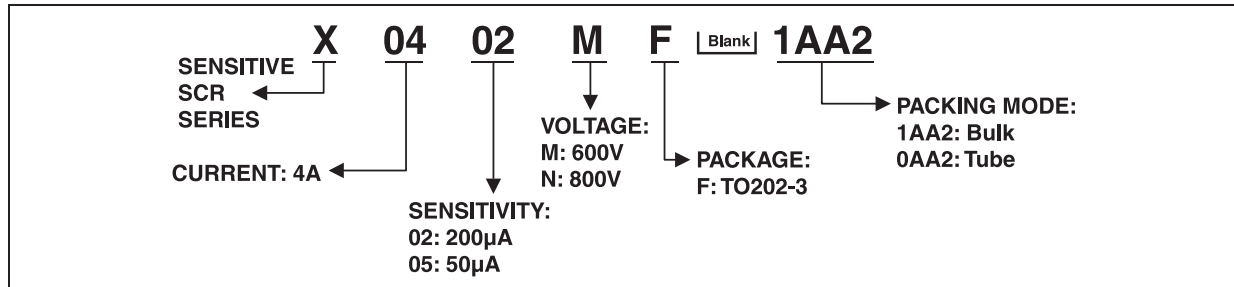 X 04 02 M F Blank 1AA2
SENSITIVE
SCR
SERIES
CURRENT: 4A
SENSITIVITY:
02: 200µA
05: 50µA
VOLTAGE:
M: 600V
N: 800V
PACKAGE:
F: TO202-3
PACKING MODE:
1AA2: Bulk
0AA2: Tube